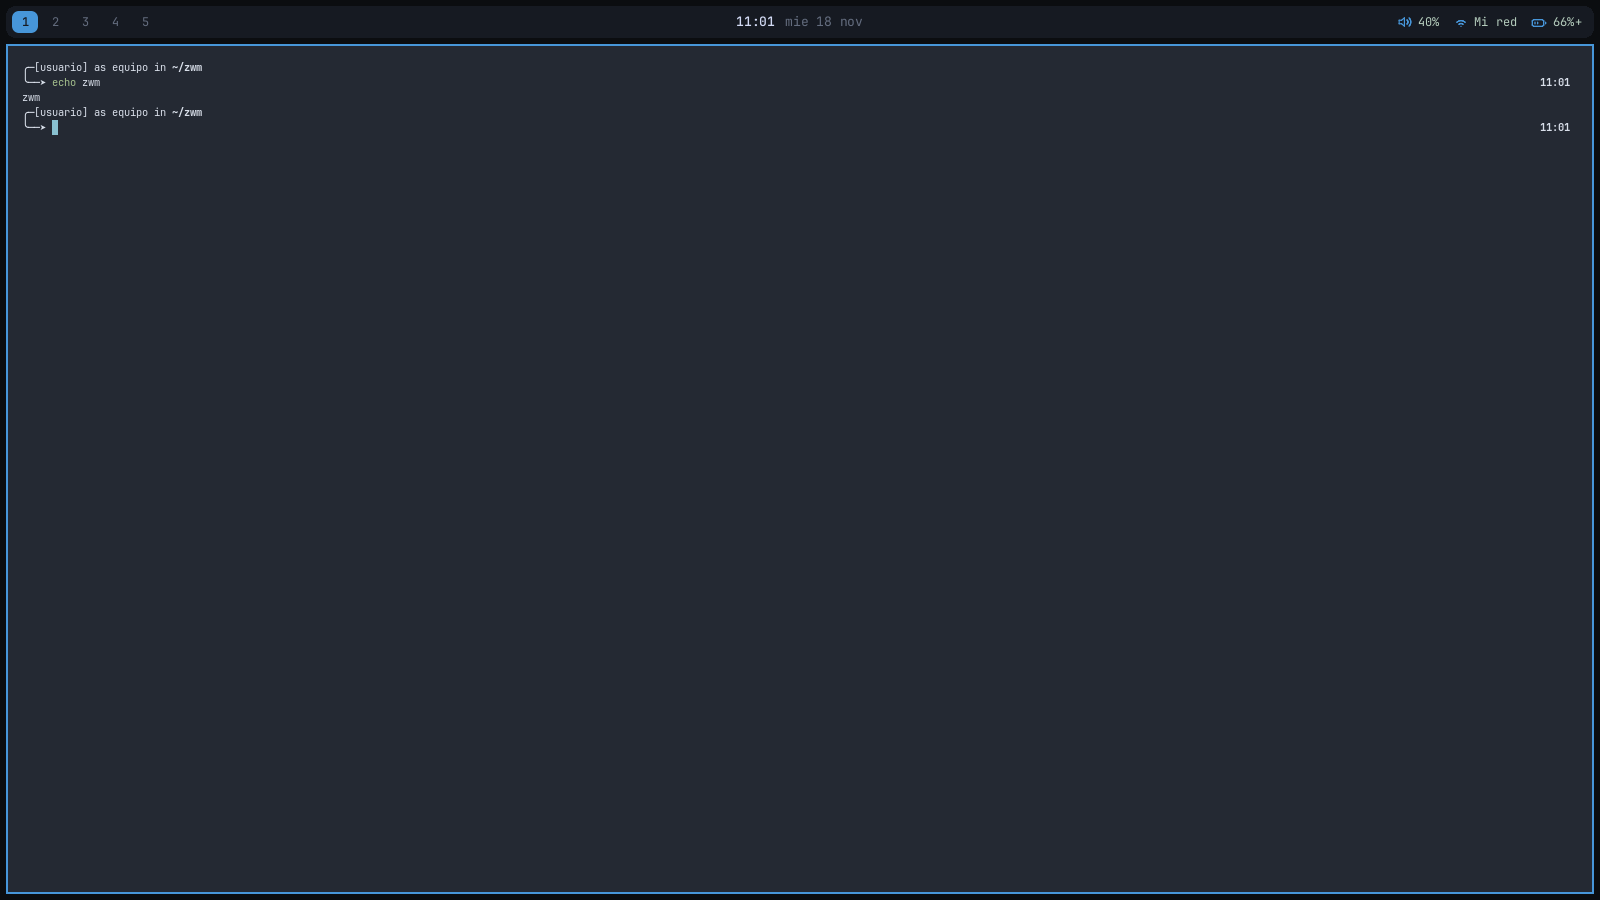 1 2 3 4 5 11:01 mie 18 nov 40% Mi red 66%+
[usuario] as equipo in ~/zwm
echo zwm 11:01
zwm
[usuario] as equipo in ~/zwm
11:01